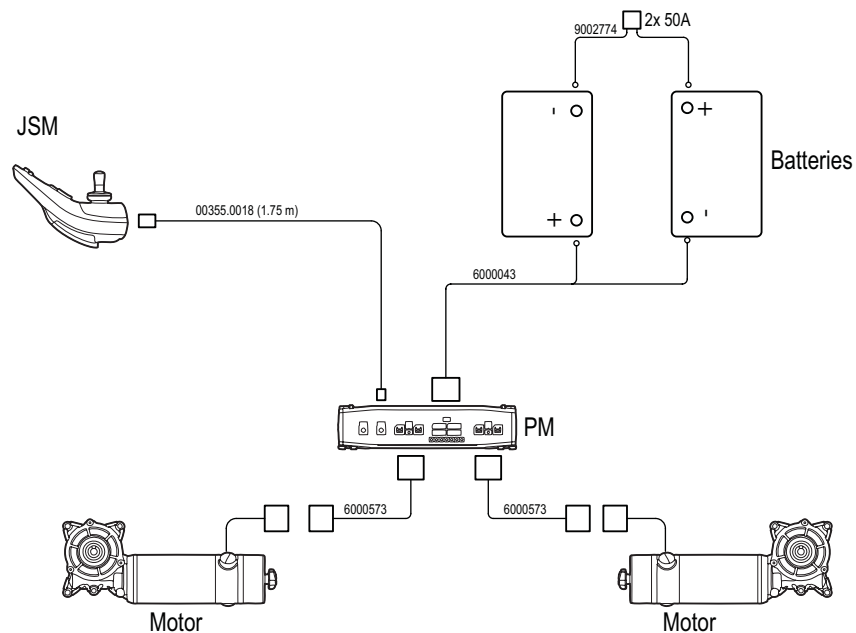 2x 50A
9002774
JSM
- +
Batteries
00355.0018 (1.75 m)
+ -
6000043
PM
6000573
6000573
Motor
Motor